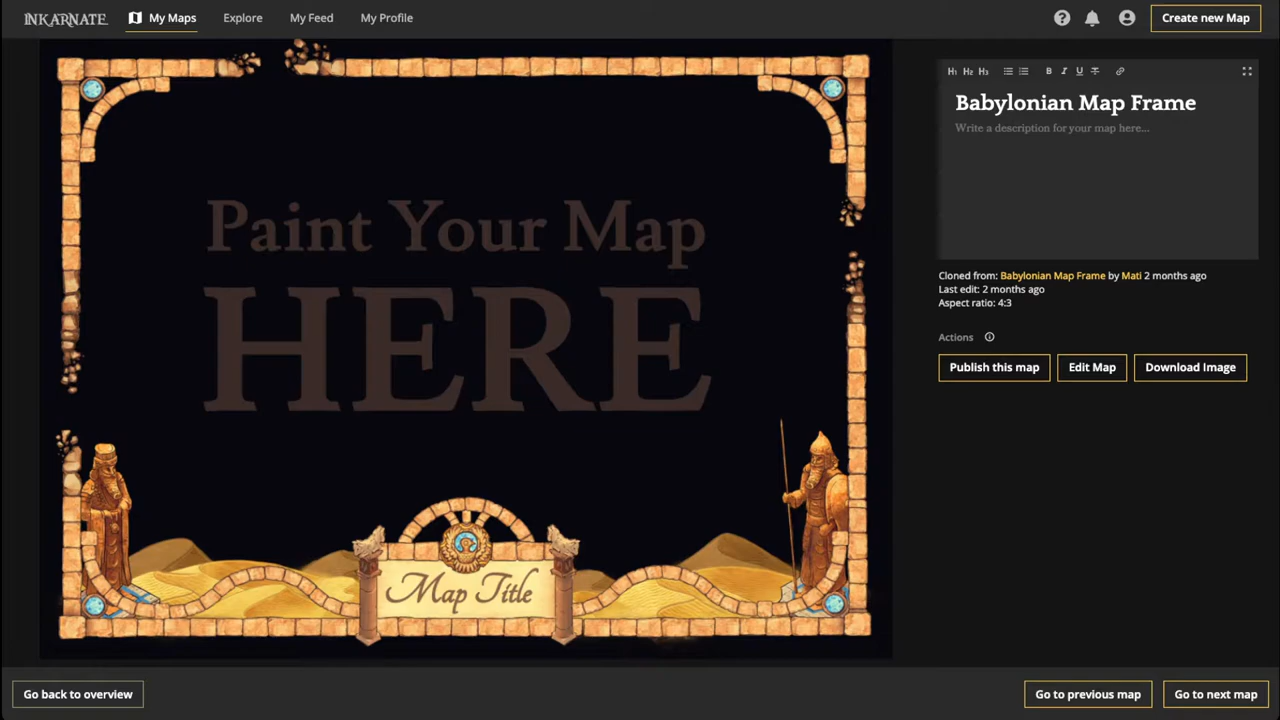 INKARNATE
My Maps
Explore
My Feed
My Profile
Create new Map
H1 H2 H3 B I U T
Babylonian Map Frame
Write a description for your map here...
Paint Your Map
HERE
Map Title
Cloned from: Babylonian Map Frame by Mati 2 months ago
Last edit: 2 months ago
Aspect ratio: 4:3
Actions
Publish this map
Edit Map
Download Image
Go back to overview
Go to previous map
Go to next map